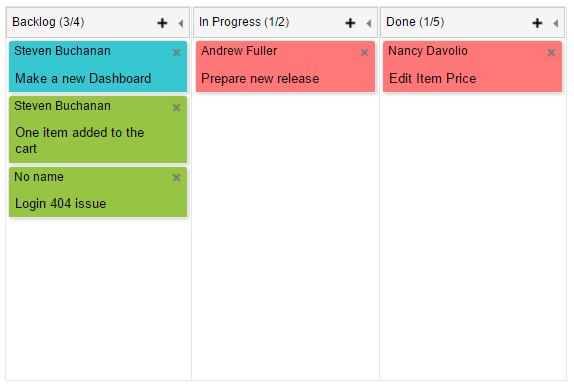 Backlog (3/4)
Steven Buchanan
Make a new Dashboard
Steven Buchanan
One item added to the
cart
No name
Login 404 issue
In Progress (1/2)
Andrew Fuller
Prepare new release
Done (1/5)
Nancy Davolio
Edit Item Price